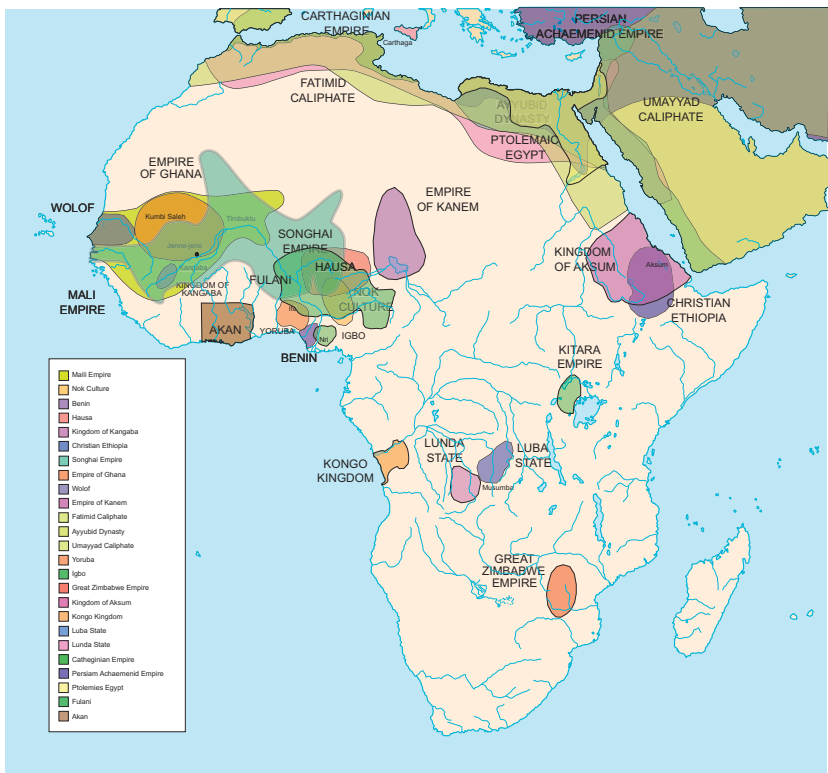 CARTHAGINIAN
EMPIRE
Carthaga
PERSIAN
ACHAEMENID EMPIRE
FATIMID
CALIPHATE
AYYUBID
DYNASTY
UMAYYAD
CALIPHATE
PTOLEMAIC
EGYPT
EMPIRE
OF GHANA
WOLOF
Kumbi Saleh
Timbuktu
EMPIRE
OF KANEM
SONGHAI
EMPIRE
Jenne-jeno
KINGDOM
OF AKSUM
Aksum
HAUSA
Kangaba
FULANI
KINGDOM OF
KANGABA
MALI
EMPIRE
NOK
CULTURE
CHRISTIAN
ETHIOPIA
AKAN
YORUBA
Nri
IGBO
BENIN
KITARA
EMPIRE
Maili Empire
Nok Culture
Benin
Hausa
Kingdom of Kangaba
Christian Ethiopia
Songhai Empire
Empire of Ghana
Wolof
Empire of Kanem
Fatimid Caliphate
Ayyubid Dynasty
Umayyad Caliphate
Yoruba
Igbo
Great Zimbabwe Empire
Kingdom of Aksum
Kongo Kingdom
Luba State
Lunda State
Catheginian Empire
Persiam Achaemenid Empire
Ptolemies Egypt
Fulani
Akan
KONGO
KINGDOM
LUNDA
STATE
LUBA
STATE
Musumba
GREAT
ZIMBABWE
EMPIRE